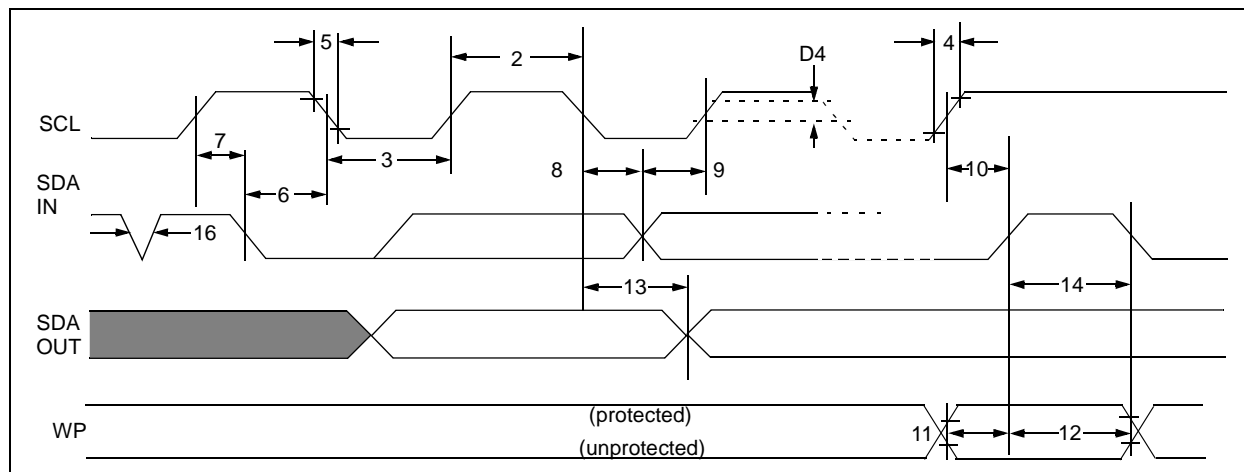 5
2
D4
4
SCL
7
3
8
9
10
SDA
IN
6
16
13
14
SDA
OUT
WP
(protected)
(unprotected)
11
12